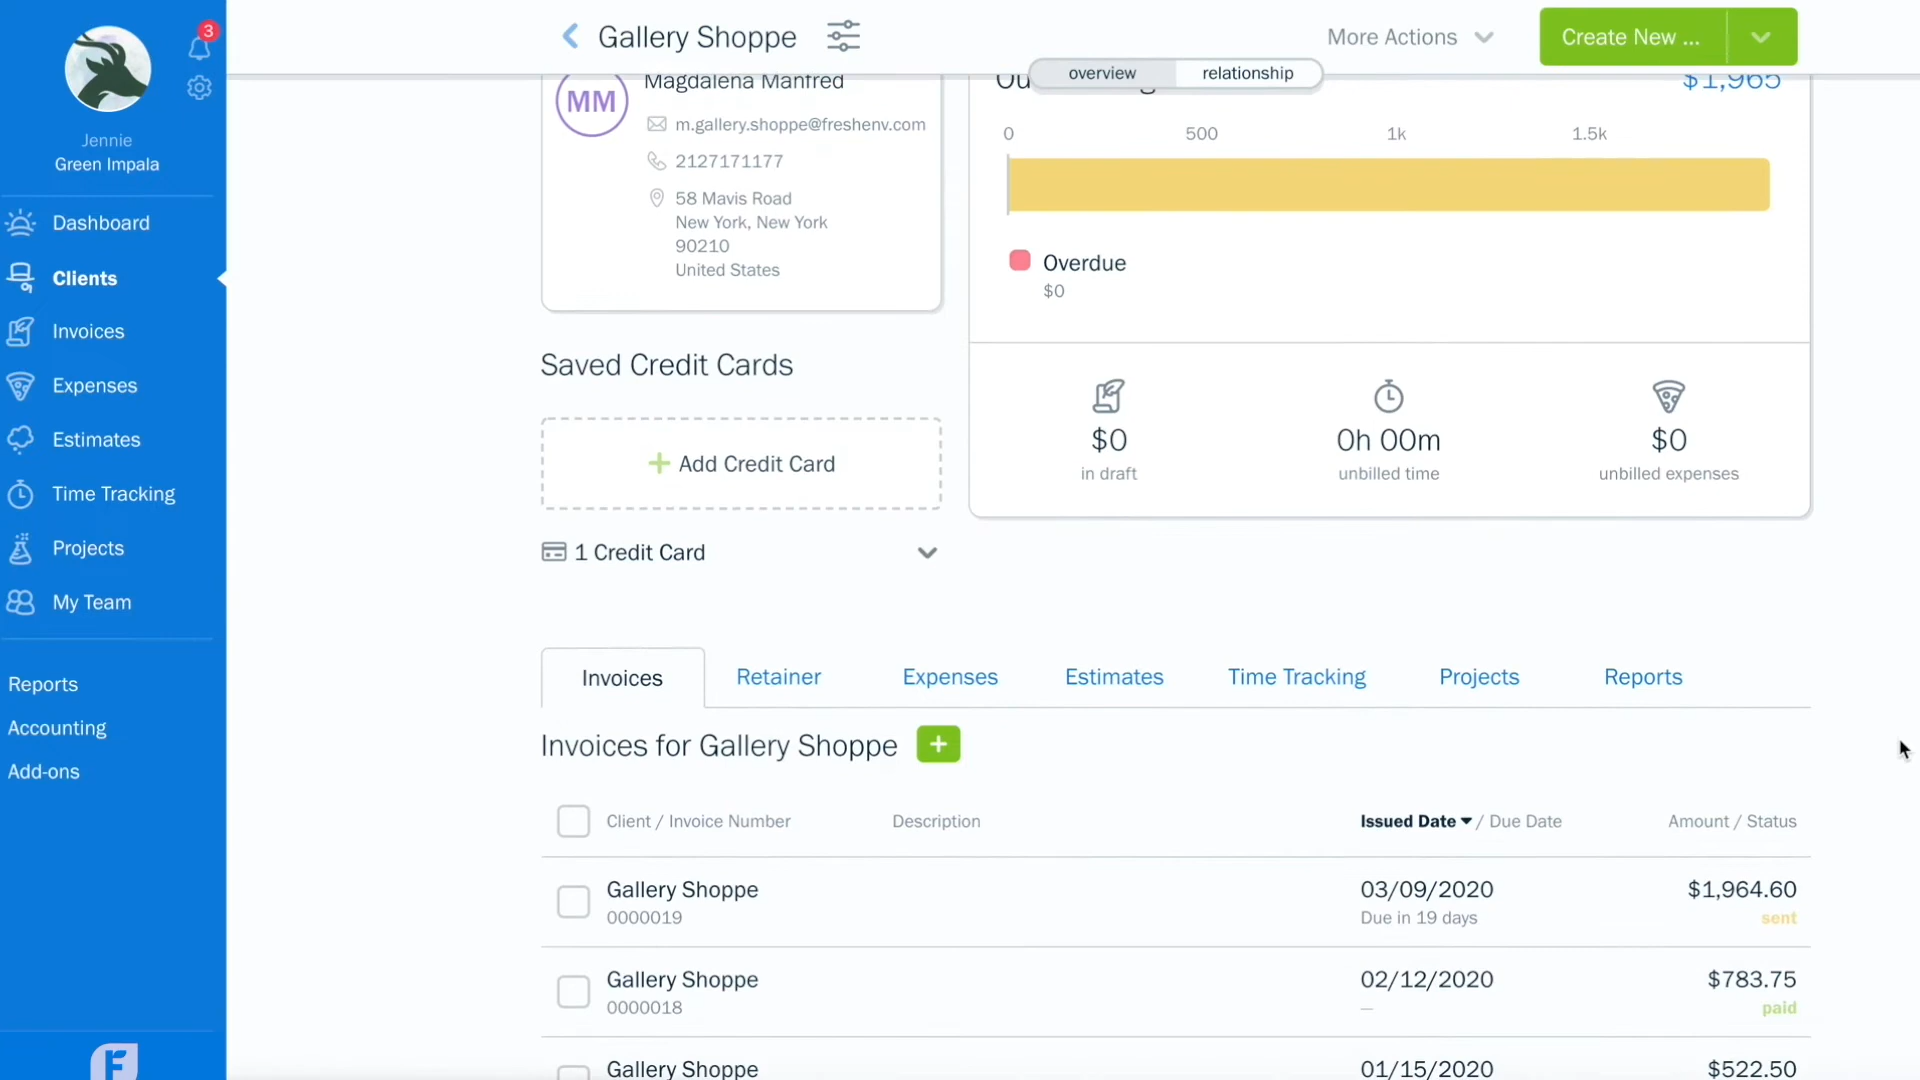 3
Jennie
Green Impala
Dashboard
Clients
Invoices
Expenses
Estimates
Time Tracking
Projects
My Team
Reports
Accounting
Add-ons
F
Gallery Shoppe
More Actions
Create New ...
overview
relationship
MM
Magdalena Manfred
m.gallery.shoppe@freshenv.com
2127171177
58 Mavis Road
New York, New York
90210
United States
$1,965
0 500 1k 1.5k
Overdue
$0
$0
in draft
0h 00m
unbilled time
$0
unbilled expenses
Saved Credit Cards
Add Credit Card
1 Credit Card
Invoices Retainer Expenses Estimates Time Tracking Projects Reports
Invoices for Gallery Shoppe
Client / Invoice Number Description Issued Date / Due Date Amount / Status
Gallery Shoppe 03/09/2020 $1,964.60
0000019 Due in 19 days sent
Gallery Shoppe 02/12/2020 $783.75
0000018 — paid
Gallery Shoppe 01/15/2020 $522.50